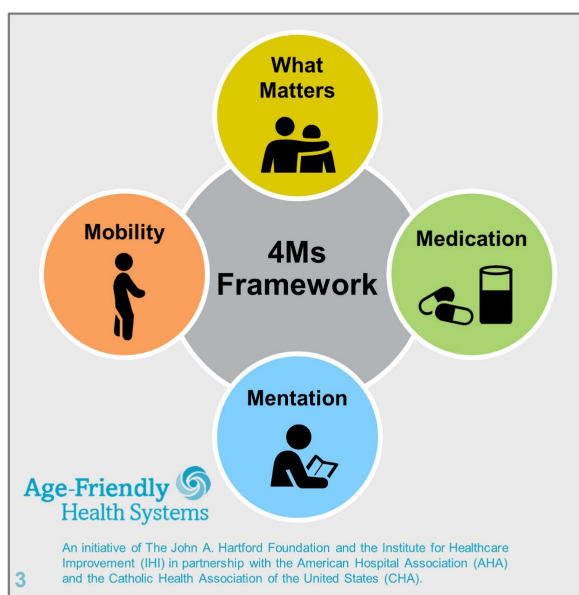 What
Matters
Mobility
4Ms
Framework
Medication
Mentation
Age-Friendly
Health Systems
An initiative of The John A. Hartford Foundation and the Institute for Healthcare
Improvement (IHI) in partnership with the American Hospital Association (AHA)
and the Catholic Health Association of the United States (CHA).
3